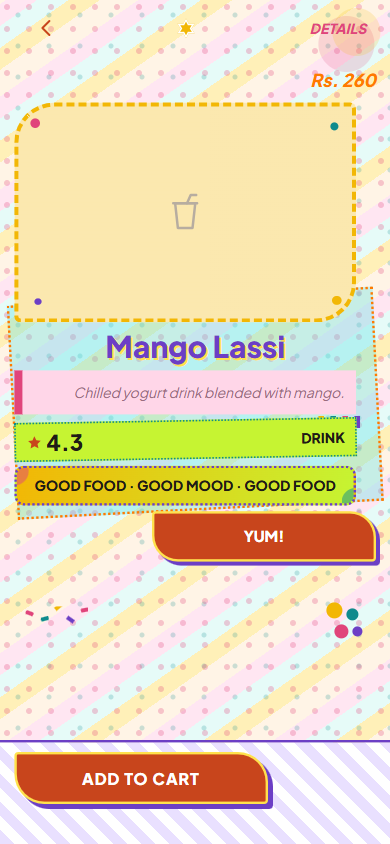 DETAILS
Rs. 260
Mango Lassi
Chilled yogurt drink blended with mango.
4.3
DRINK
GOOD FOOD · GOOD MOOD · GOOD FOOD
YUM!
ADD TO CART